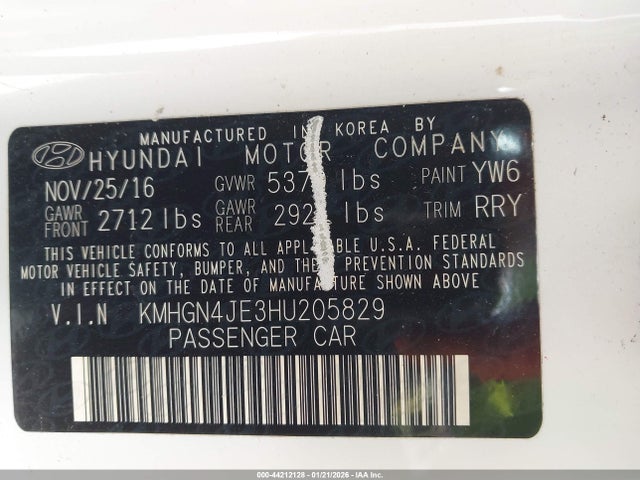 MANUFACTURED IN KOREA BY
HYUNDAI MOTOR COMPANY
NOV/25/16 GVWR 537 lbs PAINT YW6
GAWR FRONT 2712 lbs GAWR REAR 292 lbs TRIM RRY
THIS VEHICLE CONFORMS TO ALL APPLICABLE U.S.A. FEDERAL
MOTOR VEHICLE SAFETY, BUMPER, AND THEFT PREVENTION STANDARDS
IN EFFECT ON THE DATE OF MANUFACTURE SHOWN ABOVE
V.I.N KMHGN4JE3HU205829
PASSENGER CAR
000-44212128 - 01/21/2026 - IAA Inc.